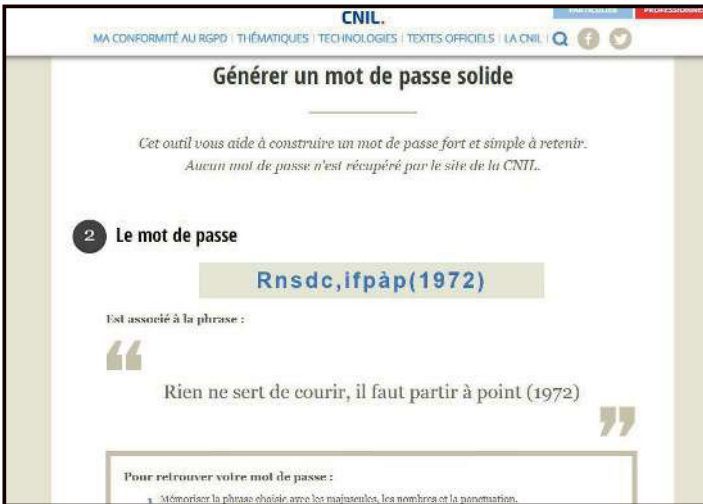 CNIL.
PARTICULIER
PROFESSIONNEL
MA CONFORMITÉ AU RGPD | THÉMATIQUES | TECHNOLOGIES | TEXTES OFFICIELS | LA CNIL |
Générer un mot de passe solide
Cet outil vous aide à construire un mot de passe fort et simple à retenir.
Aucun mot de passe n'est récupéré par le site de la CNIL.
2 Le mot de passe
Rnsdc,ifpàp(1972)
Est associé à la phrase :
“
Rien ne sert de courir, il faut partir à point (1972)
”
Pour retrouver votre mot de passe :
1. Mémoriser la phrase choisie avec les majuscules, les nombres et la ponctuation.